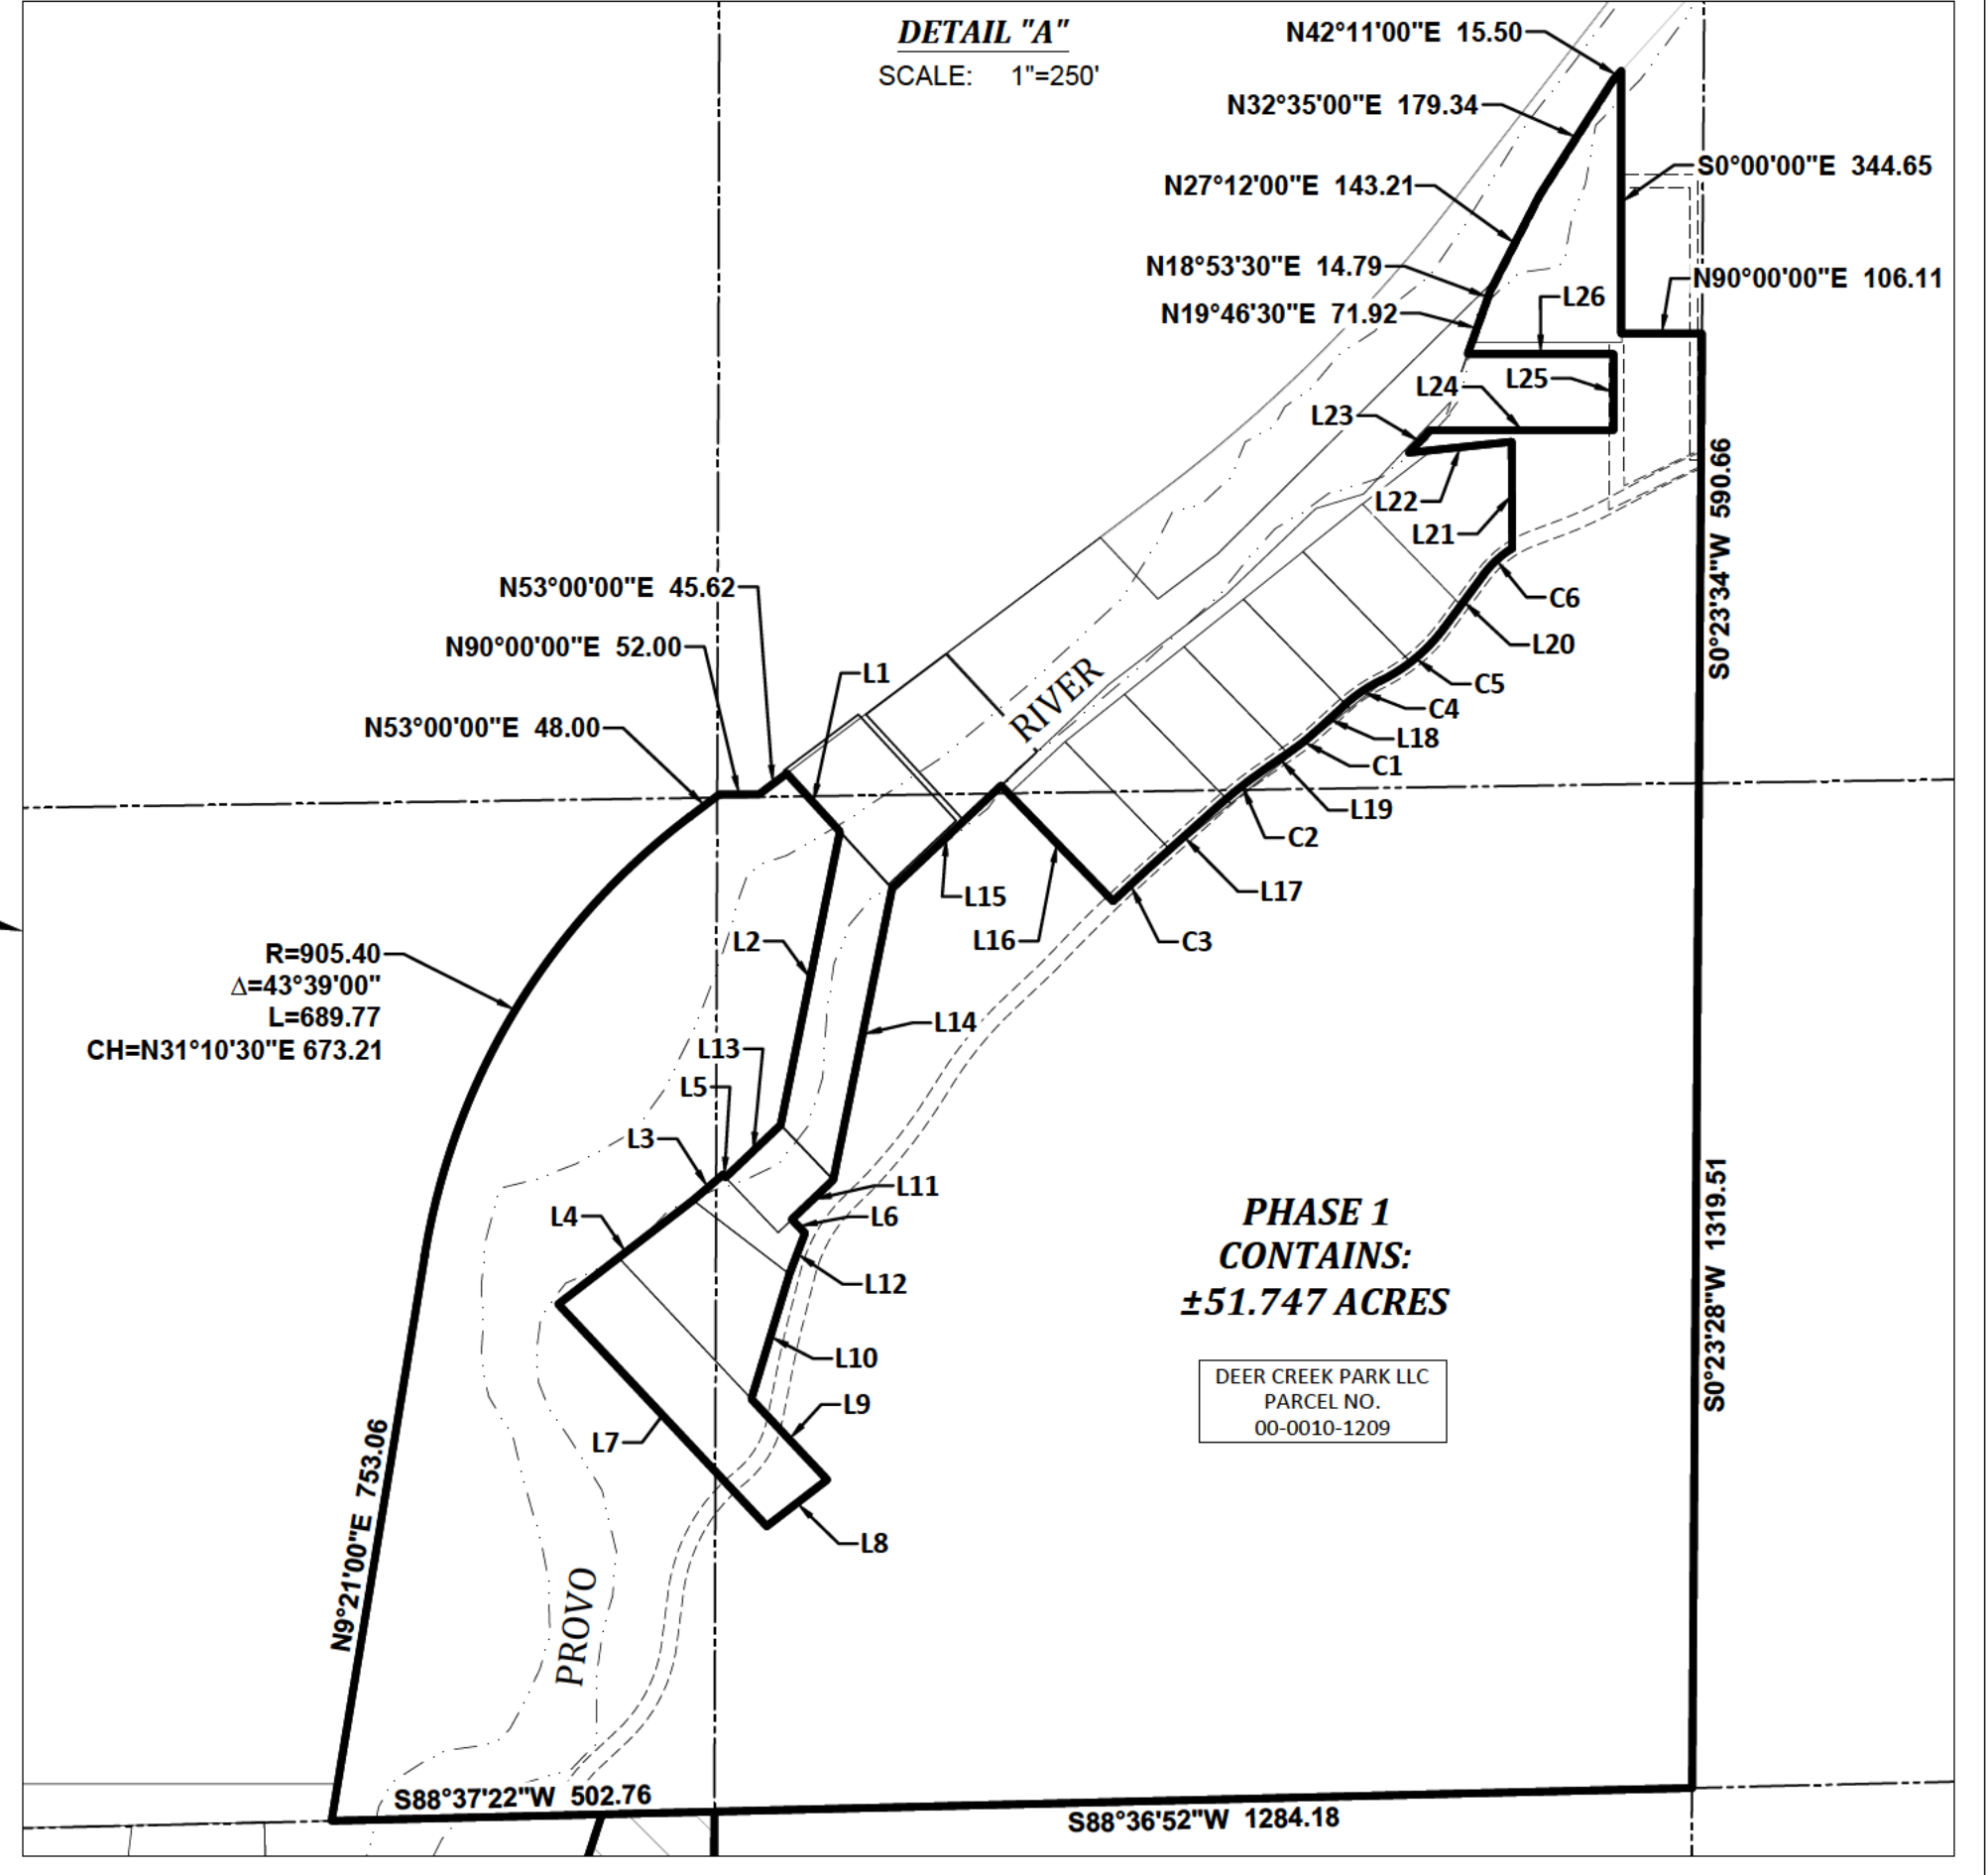 DETAIL "A"
SCALE: 1"=250'
N42°11'00"E 15.50
N32°35'00"E 179.34
S0°00'00"E 344.65
N27°12'00"E 143.21
N18°53'30"E 14.79
N90°00'00"E 106.11
L26
N19°46'30"E 71.92
L25
L24
L23
L22
L21
S0°23'34"W 590.66
N53°00'00"E 45.62
C6
N90°00'00"E 52.00
L20
L1
RIVER
C5
C4
N53°00'00"E 48.00
L18
C1
L19
C2
L17
L15
L16
C3
L2
R=905.40
Δ=43°39'00"
L=689.77
CH=N31°10'30"E 673.21
L14
L13
L5
L3
L11
L4
L6
L12
PHASE 1
CONTAINS:
±51.747 ACRES
S0°23'28"W 1319.51
L10
DEER CREEK PARK LLC
PARCEL NO.
00-0010-1209
L9
L7
L8
N9°21'00"E 753.06
PROVO
S88°37'22"W 502.76
S88°36'52"W 1284.18